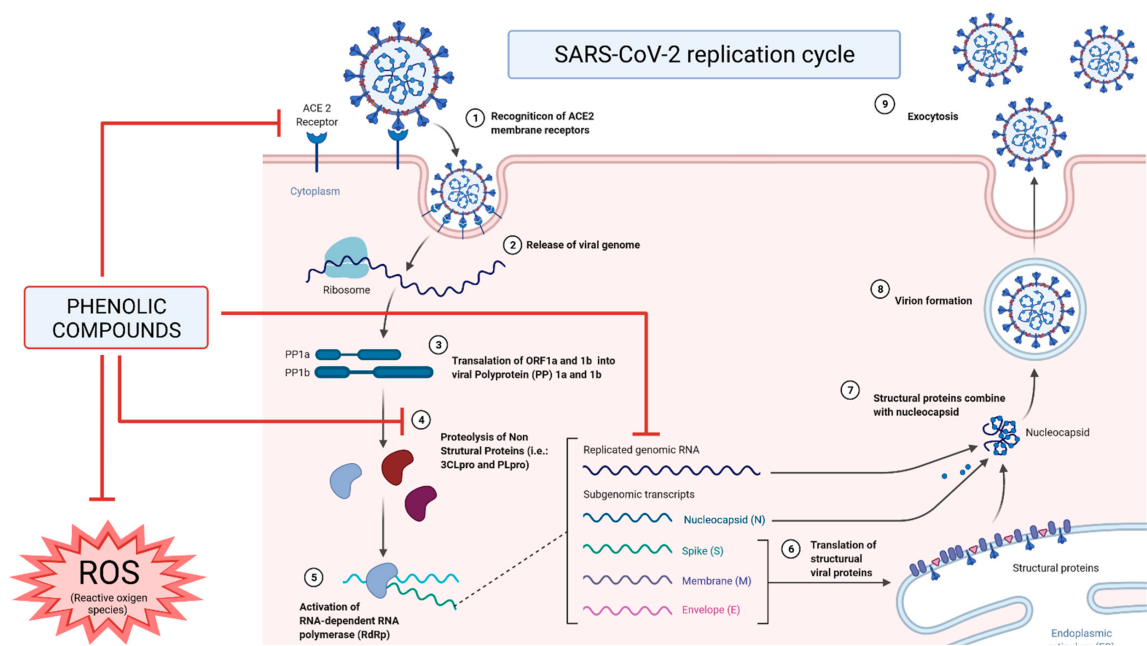 SARS-CoV-2 replication cycle
ACE 2
Receptor
Cytoplasm
1
Recogniticon of ACE2
membrane receptors
2
Release of viral genome
Ribosome
PHENOLIC
COMPOUNDS
PP1a
PP1b
3
Transalation of ORF1a and 1b into
viral Polyprotein (PP) 1a and 1b
4
Proteolysis of Non
Strutural Proteins (i.e.:
3CLpro and PLpro)
5
Activation of
RNA-dependent RNA
polymerase (RdRp)
ROS
(Reactive oxigen
species)
Replicated genomic RNA
Subgenomic transcripts
Nucleocapsid (N)
Spike (S)
Membrane (M)
Envelope (E)
6
Translation of
structurual
viral proteins
Structural proteins
Endoplasmic
7
Structural proteins combine
with nucleocapsid
Nucleocapsid
8
Virion formation
9
Exocytosis